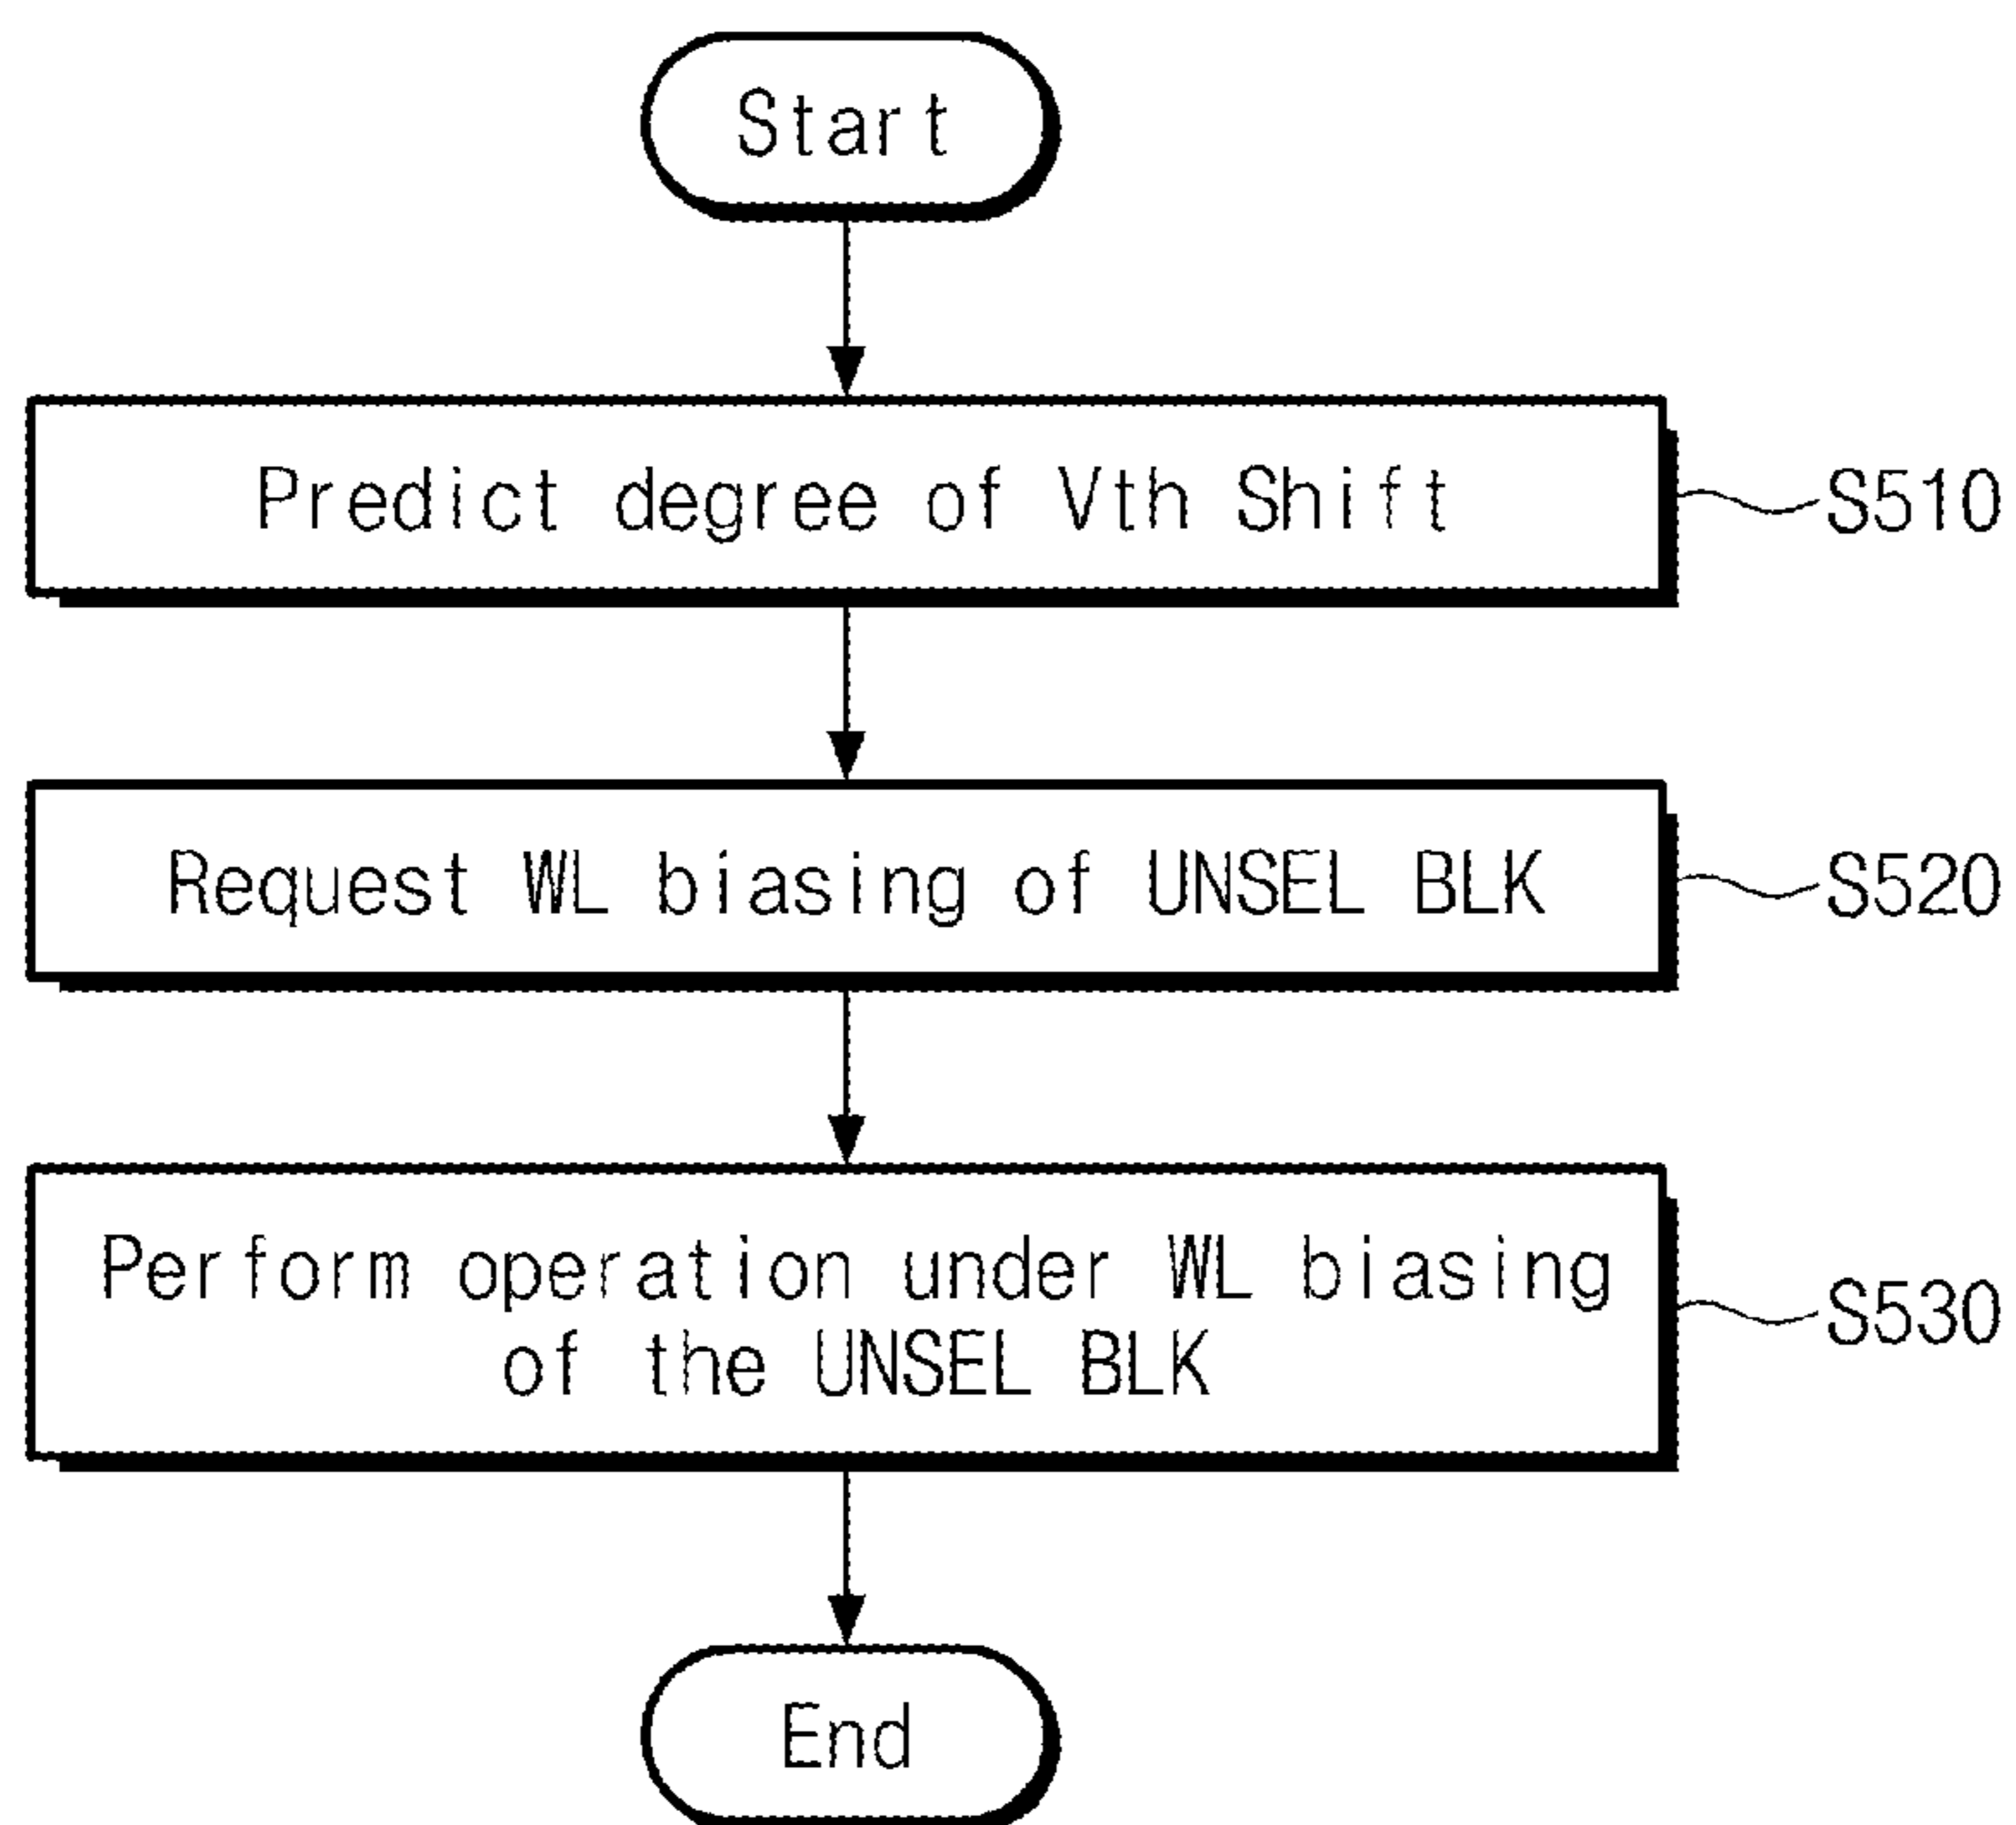 Start
Predict degree of Vth Shift
S510
Request WL biasing of UNSEL BLK
S520
Perform operation under WL biasing
of the UNSEL BLK
S530
End